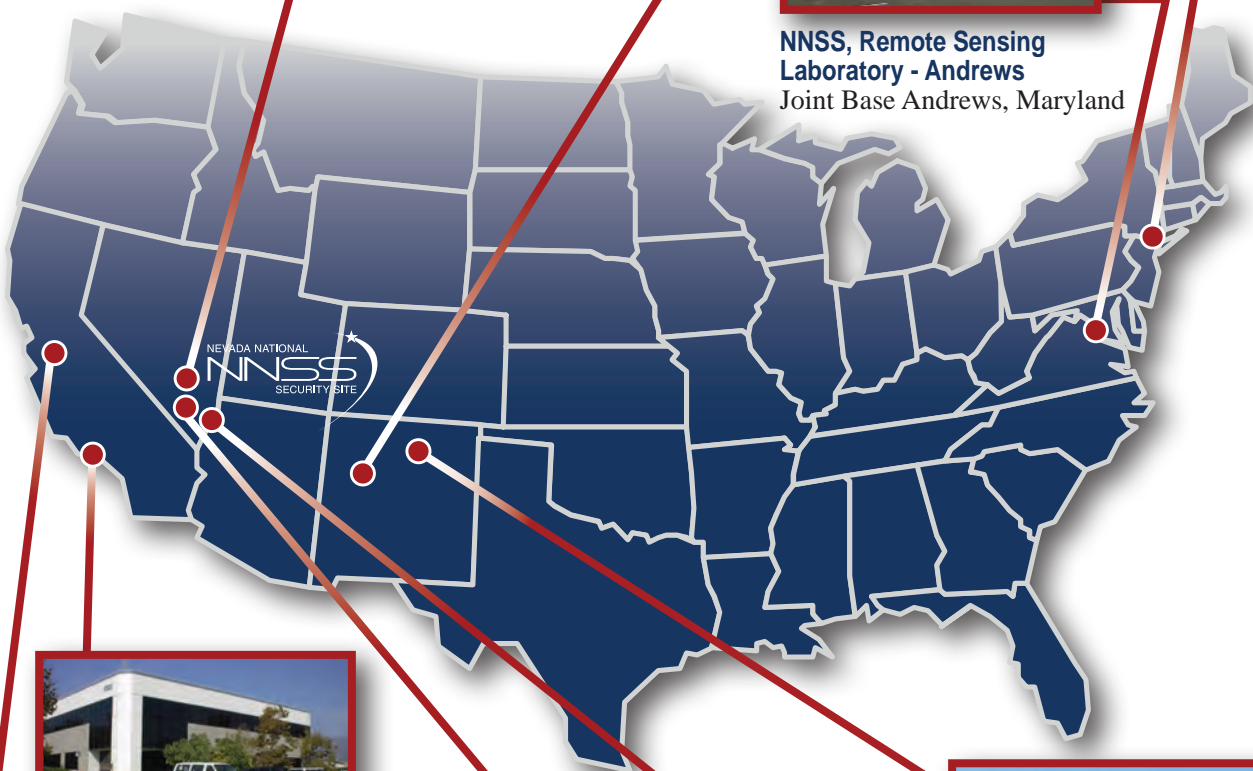 NNSS, Remote Sensing
Laboratory - Andrews
Joint Base Andrews, Maryland
NEVADA NATIONAL
NNSS
SECURITY SITE